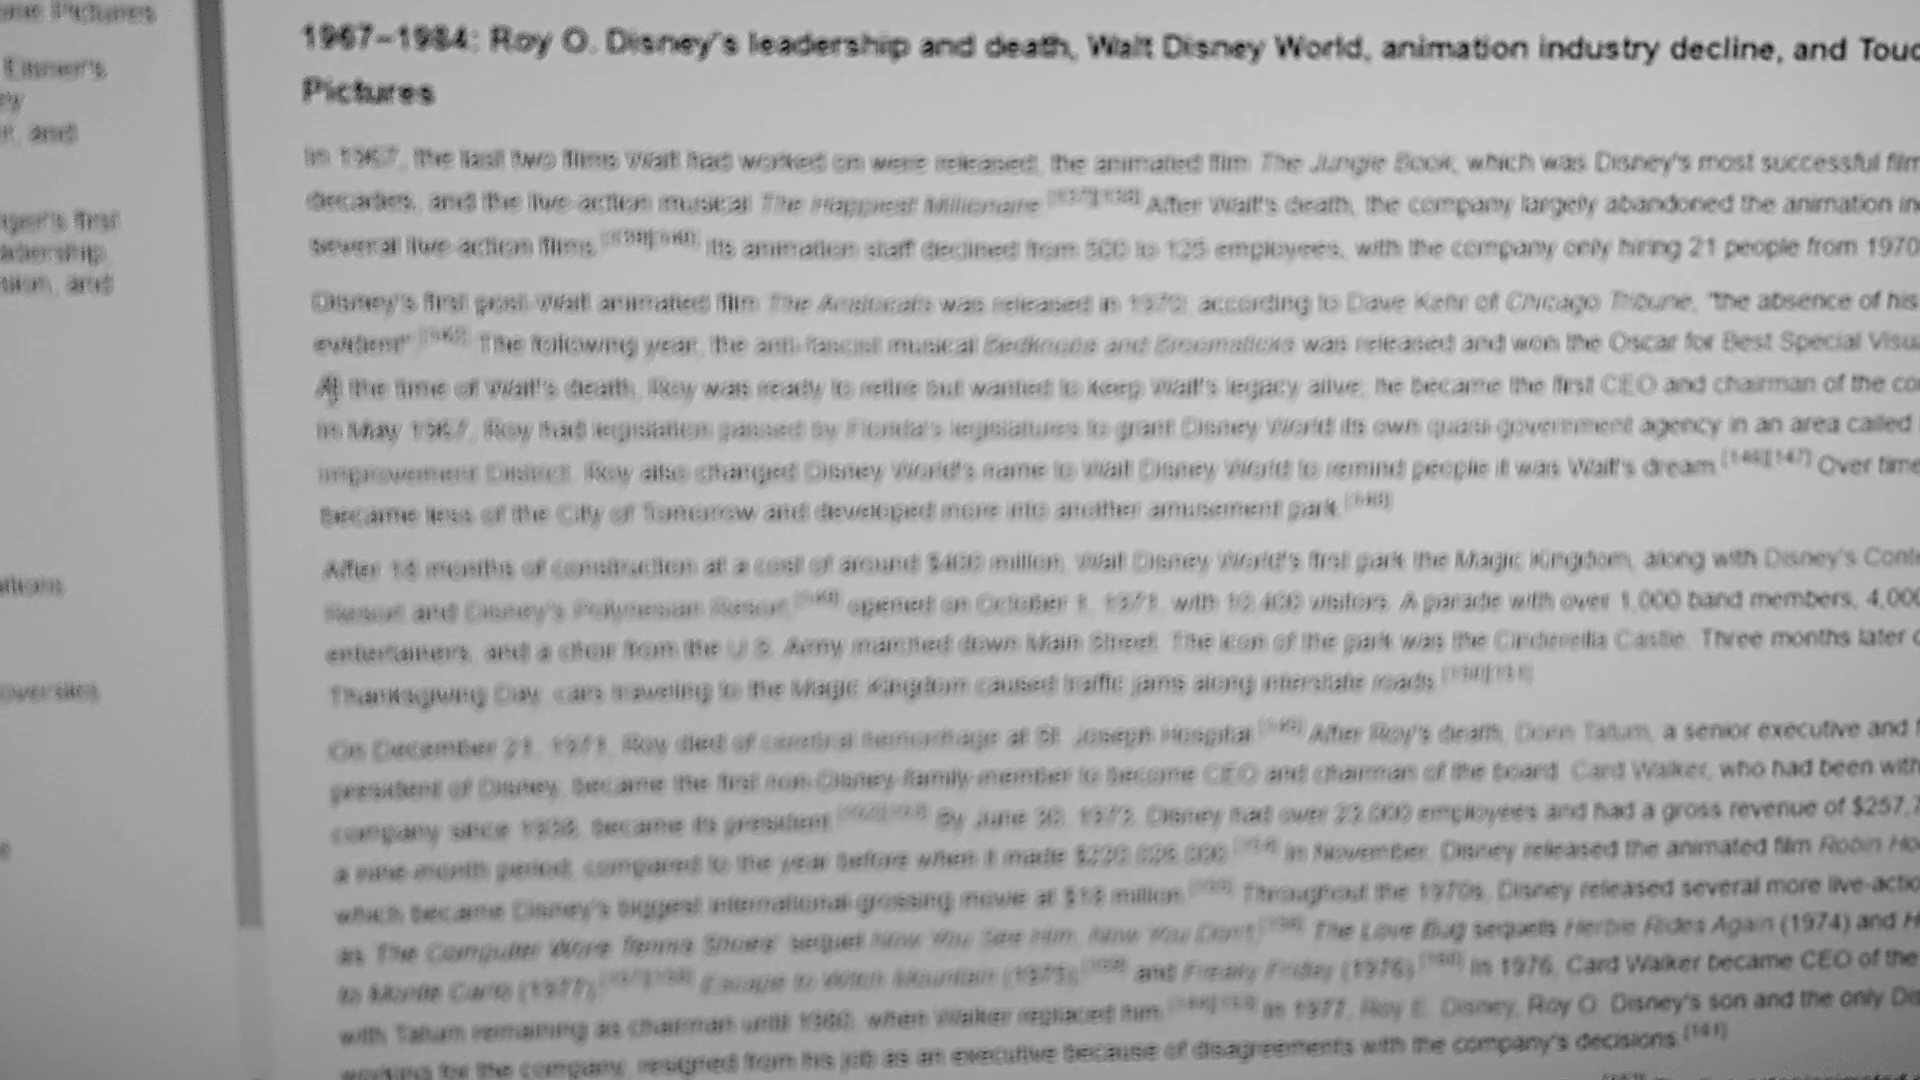 Pictures
Eisner's
and
first
and
1967–1984: Roy O. Disney's leadership and death, Walt Disney World, animation industry decline, and Touc
Pictures
In 1967, the last two films Walt had worked on were released; the animated film The Jungle Book, which was Disney's most successful film
decades, and the live-action musical The Happiest Millionaire. After Walt's death, the company largely abandoned the animation in
several live-action films. Its animation staff declined from 500 to 125 employees, with the company only hiring 21 people from 1970
Disney's first post-Walt animated film The Aristocats was released in 1970; according to Dave Kehr of Chicago Tribune, "the absence of his
evident". The following year, the anti-fascist musical Bedknobs and Broomsticks was released and won the Oscar for Best Special Visu
At the time of Walt's death, Roy was ready to retire but wanted to keep Walt's legacy alive; he became the first CEO and chairman of the co
In May 1967, Roy had legislation passed by Florida's legislatures to grant Disney World its own quasi-government agency in an area called
Improvement District. Roy also changed Disney World's name to Walt Disney World to remind people it was Walt's dream.[146][147] Over time
became less of the City of Tomorrow and developed more into another amusement park.
After 18 months of construction at a cost of around $400 million, Walt Disney World's first park the Magic Kingdom, along with Disney's Conte
Resort and Disney's Polynesian Resort, opened on October 1, 1971, with 10,400 visitors. A parade with over 1,000 band members, 4,000
entertainers, and a choir from the U.S. Army marched down Main Street. The icon of the park was the Cinderella Castle. Three months later o
Thanksgiving Day, cars traveling to the Magic Kingdom caused traffic jams along interstate roads.
On December 21, 1971, Roy died of cerebral hemorrhage at St. Joseph Hospital. After Roy's death, Donn Tatum, a senior executive and
president of Disney, became the first non-Disney-family-member to become CEO and chairman of the board. Card Walker, who had been with
company since 1938, became its president. By June 30, 1973, Disney had over 23,000 employees and had a gross revenue of $257,7
a nine-month period, compared to the year before when it made In November, Disney released the animated film Robin Ho
which became Disney's biggest international-grossing movie at $18 million. Throughout the 1970s, Disney released several more live-actio
as The Computer Wore Tennis Shoes' sequel Now You See Him, Now You Don't; The Love Bug sequels Herbie Rides Again (1974) and H
to Monte Carlo (1977); Escape to Witch Mountain (1975); and Freaky Friday (1976). In 1976, Card Walker became CEO of the
with Tatum remaining as chairman until 1980, when Walker replaced him. In 1977, Roy E. Disney, Roy O. Disney's son and the only Dis
working for the company, resigned from his job as an executive because of disagreements with the company's decisions.[161]